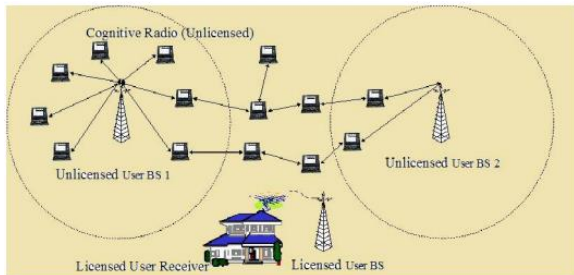 Cognitive Radio (Unlicensed)
Unlicensed User BS 1
Unlicensed User BS 2
Licensed User Receiver
Licensed User BS